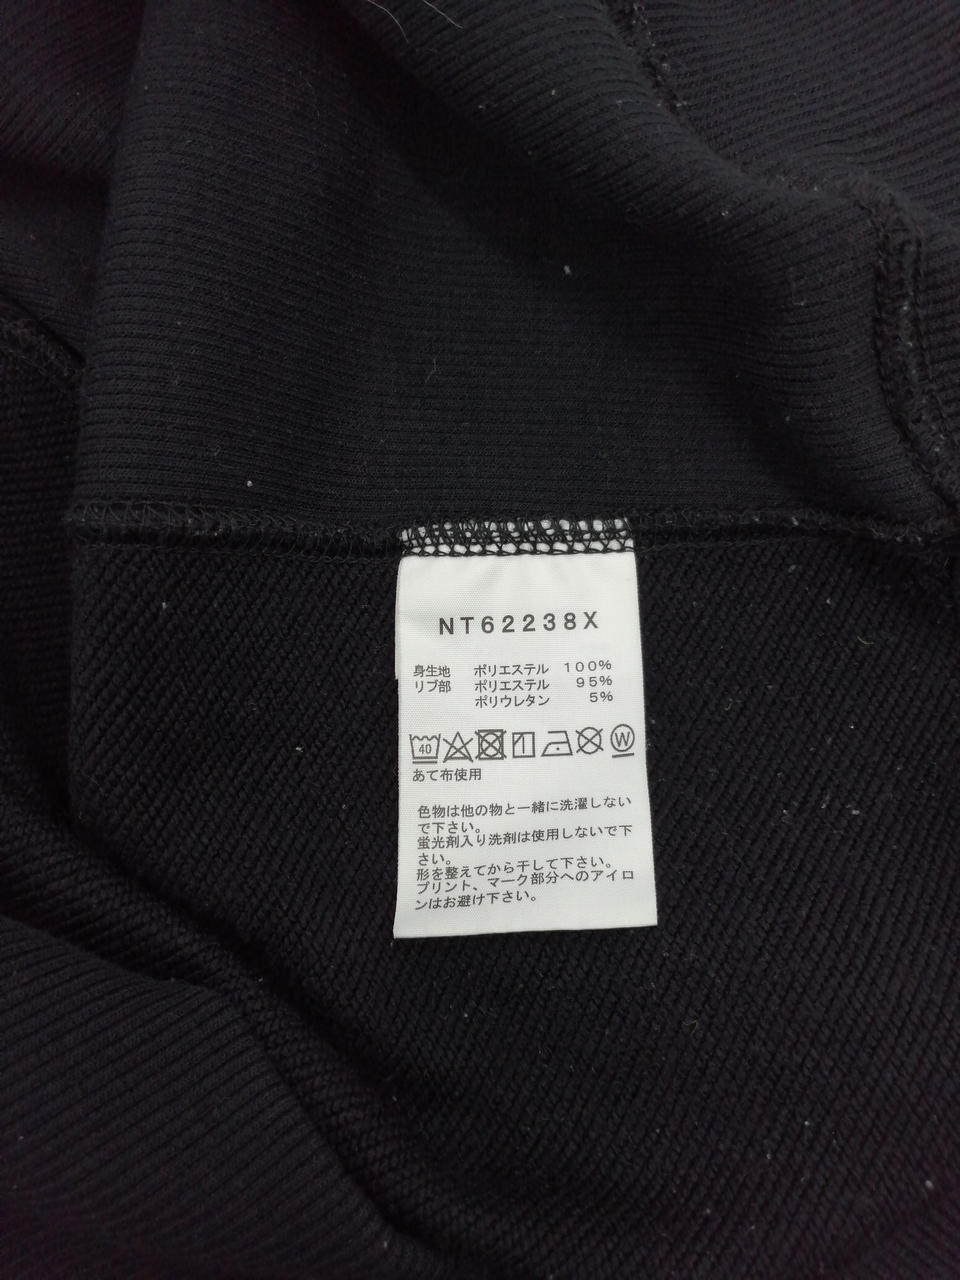 NT62238X
身生地 ポリエステル 100%
リブ部 ポリエステル 95%
ポリウレタン 5%
40 W
あて布使用
色物は他の物と一緒に洗濯しない
で下さい。
蛍光剤入り洗剤は使用しないで下
さい。
形を整えてから干して下さい。
プリント、マーク部分へのアイロ
ンはお避け下さい。